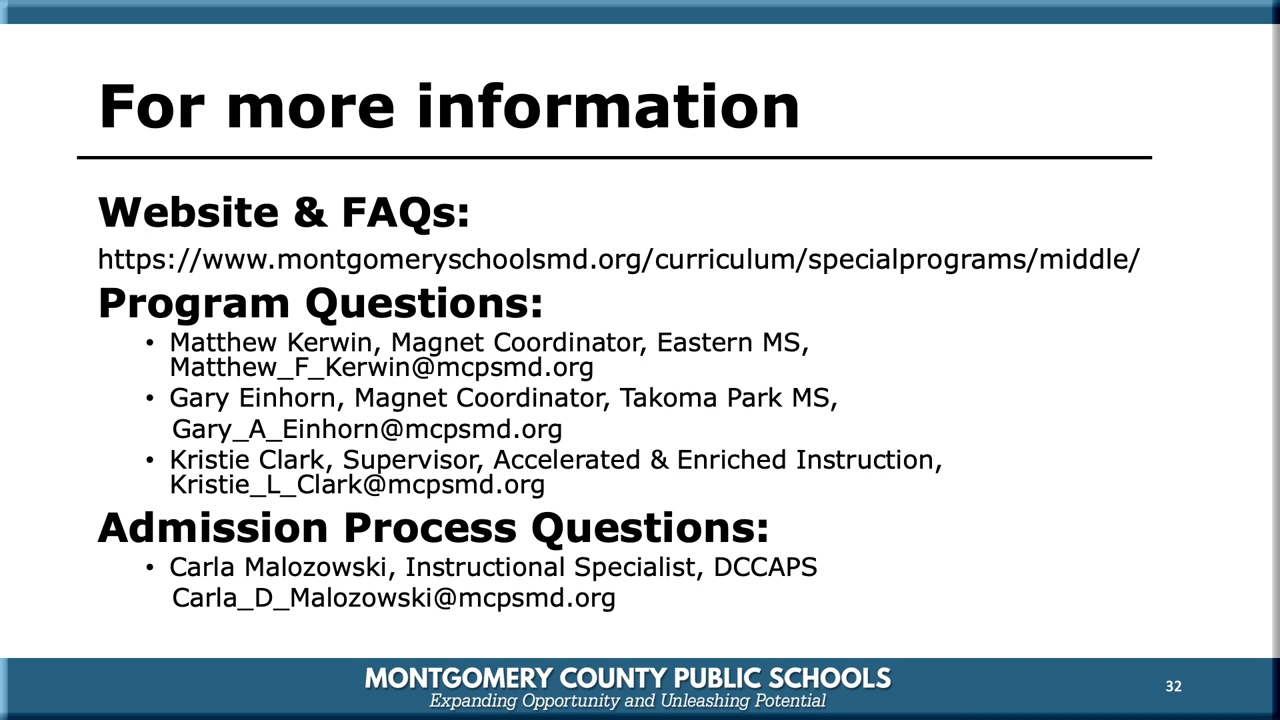 For more information
Website & FAQs:
https://www.montgomeryschoolsmd.org/curriculum/specialprograms/middle/
Program Questions:
• Matthew Kerwin, Magnet Coordinator, Eastern MS,
Matthew_F_Kerwin@mcpsmd.org
• Gary Einhorn, Magnet Coordinator, Takoma Park MS,
Gary_A_Einhorn@mcpsmd.org
• Kristie Clark, Supervisor, Accelerated & Enriched Instruction,
Kristie_L_Clark@mcpsmd.org
Admission Process Questions:
• Carla Malozowski, Instructional Specialist, DCCAPS
Carla_D_Malozowski@mcpsmd.org
MONTGOMERY COUNTY PUBLIC SCHOOLS
Expanding Opportunity and Unleashing Potential
32